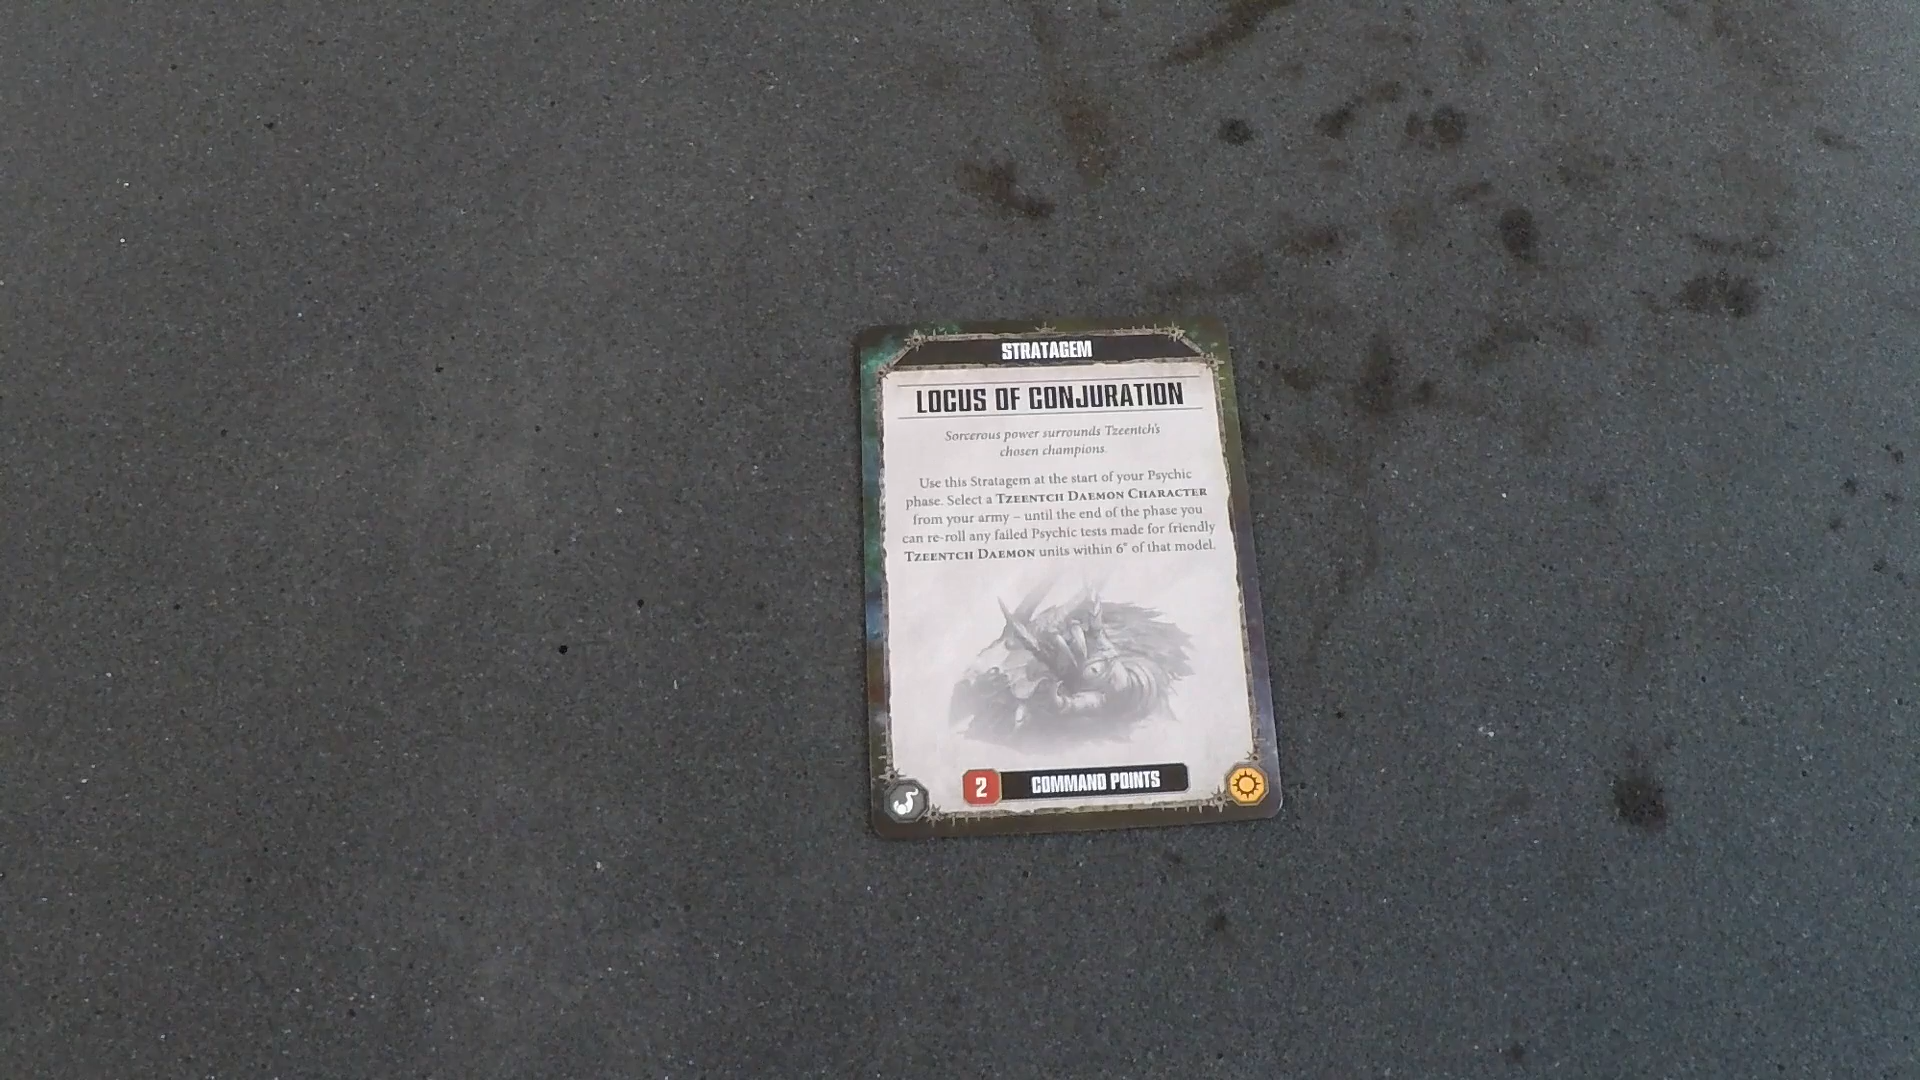 STRATAGEM
LOCUS OF CONJURATION
Sorcerous power surrounds Tzeentch's
chosen champions.
Use this Stratagem at the start of your Psychic
phase. Select a TZEENTCH DAEMON CHARACTER
from your army – until the end of the phase you
can re-roll any failed Psychic tests made for friendly
TZEENTCH DAEMON units within 6" of that model.
2 COMMAND POINTS